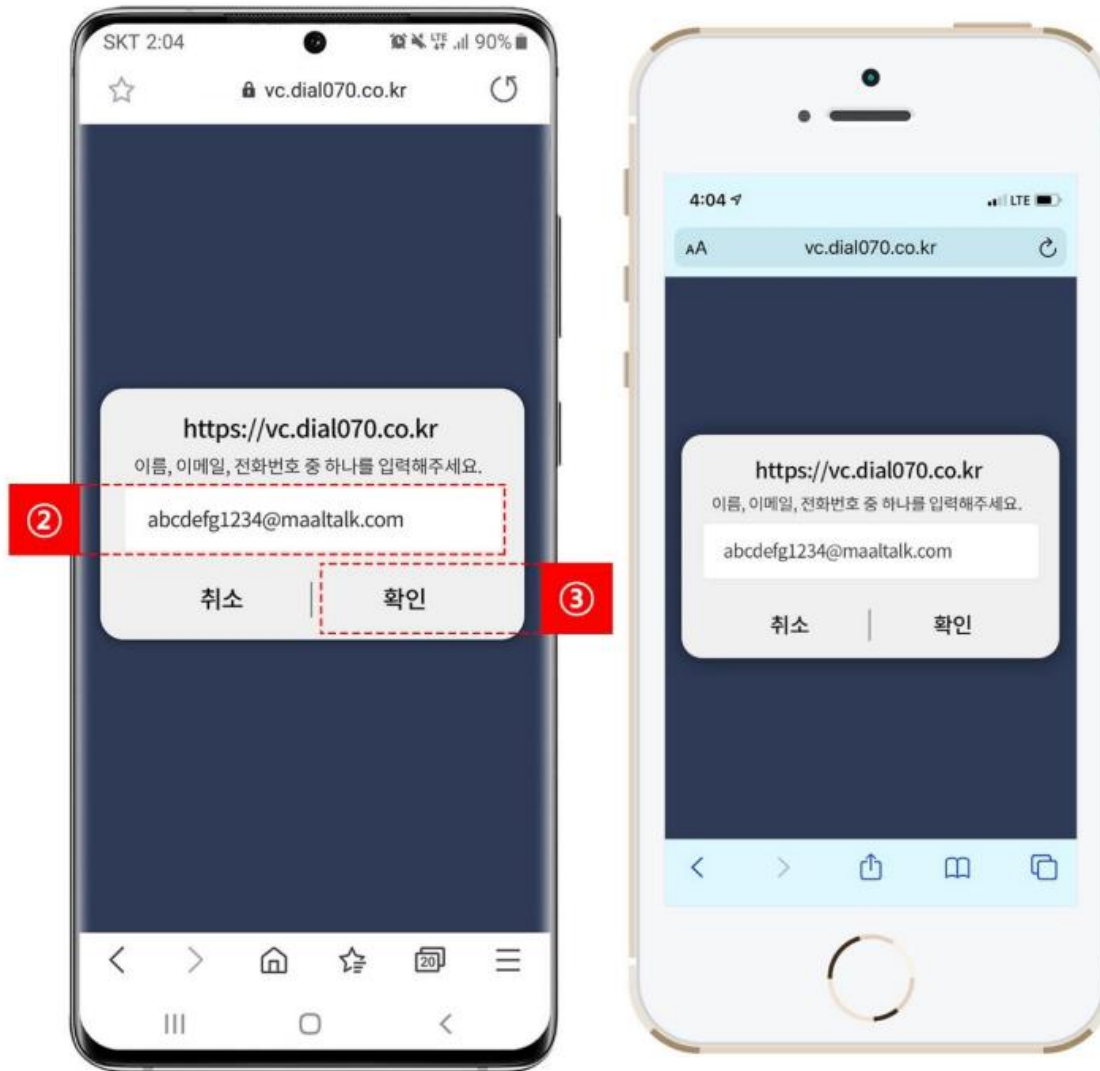 SKT 2:04 LTE 90%
vc.dial070.co.kr
https://vc.dial070.co.kr
이름, 이메일, 전화번호 중 하나를 입력해주세요.
② abcdefg1234@maaltalk.com
취소 확인 ③
20
4:04 LTE
AA vc.dial070.co.kr
https://vc.dial070.co.kr
이름, 이메일, 전화번호 중 하나를 입력해주세요.
abcdefg1234@maaltalk.com
취소 확인